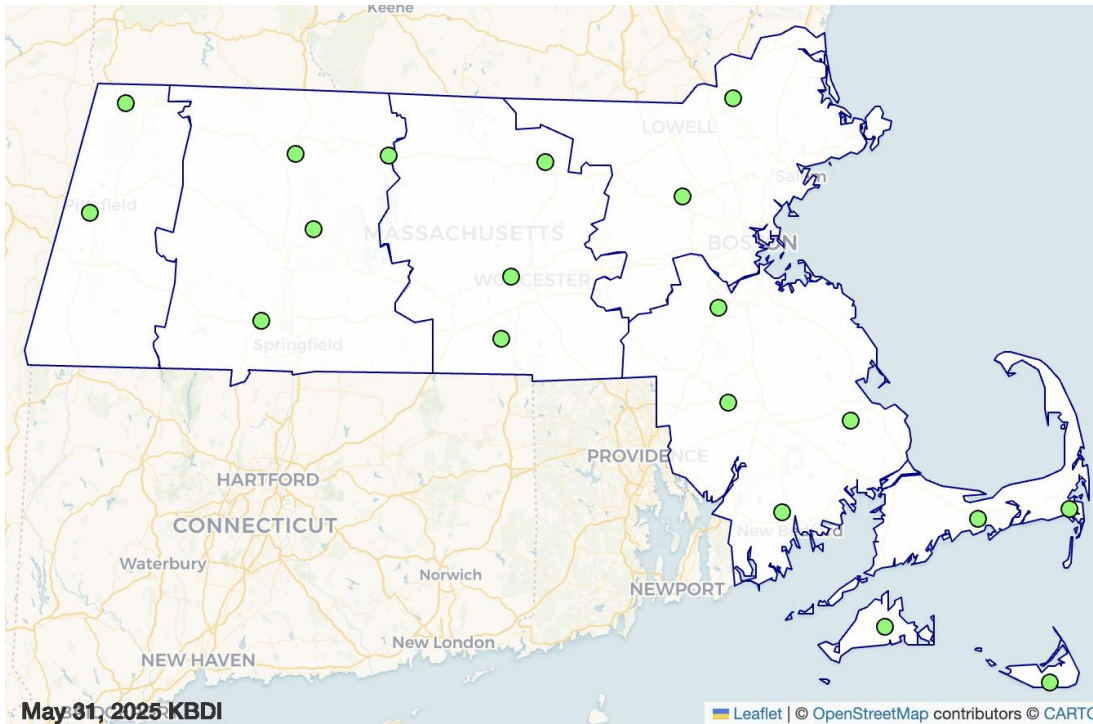 Keene
LOWELL
Salem
Pittsfield
MASSACHUSETTS
BOSTON
WORCESTER
Springfield
PROVIDENCE
HARTFORD
CONNECTICUT
New Bedford
Waterbury
Norwich
NEWPORT
New London
NEW HAVEN
May 31, 2025 KBDI
Leaflet | © OpenStreetMap contributors © CARTO